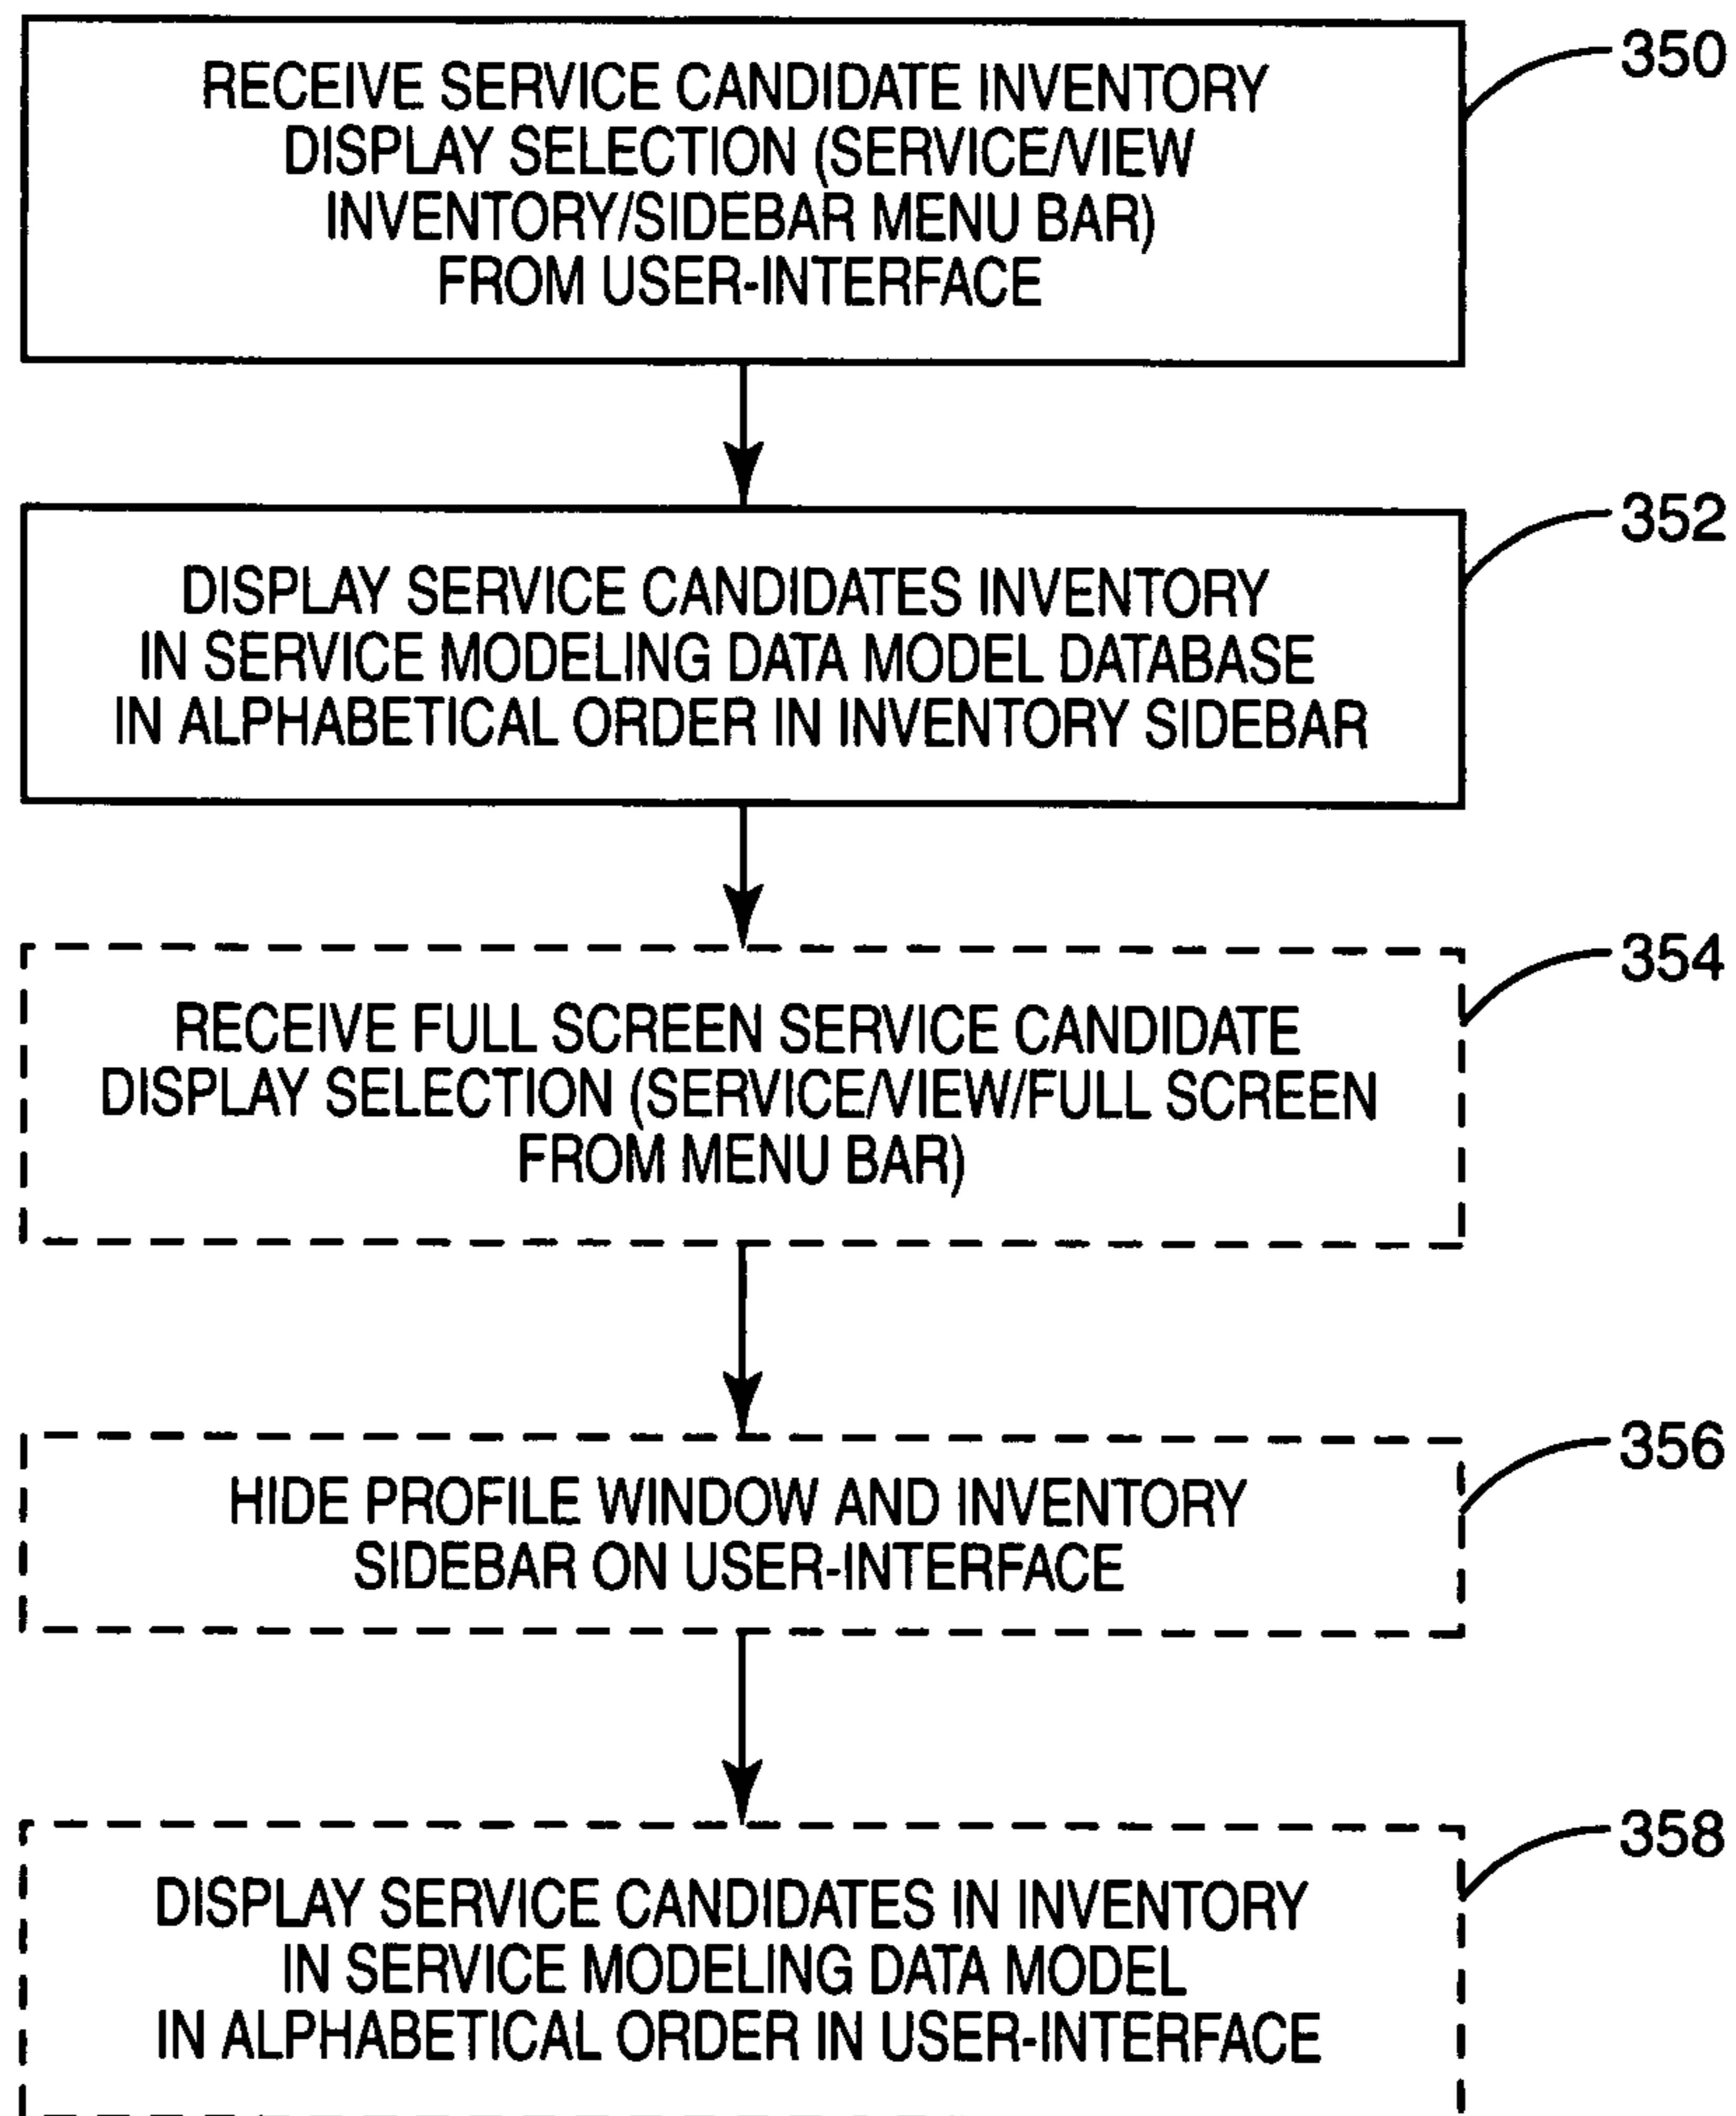 RECEIVE SERVICE CANDIDATE INVENTORY
DISPLAY SELECTION (SERVICE/VIEW
INVENTORY/SIDEBAR MENU BAR)
FROM USER-INTERFACE
350
DISPLAY SERVICE CANDIDATES INVENTORY
IN SERVICE MODELING DATA MODEL DATABASE
IN ALPHABETICAL ORDER IN INVENTORY SIDEBAR
352
RECEIVE FULL SCREEN SERVICE CANDIDATE
DISPLAY SELECTION (SERVICE/VIEW/FULL SCREEN
FROM MENU BAR)
354
HIDE PROFILE WINDOW AND INVENTORY
SIDEBAR ON USER-INTERFACE
356
DISPLAY SERVICE CANDIDATES IN INVENTORY
IN SERVICE MODELING DATA MODEL
IN ALPHABETICAL ORDER IN USER-INTERFACE
358